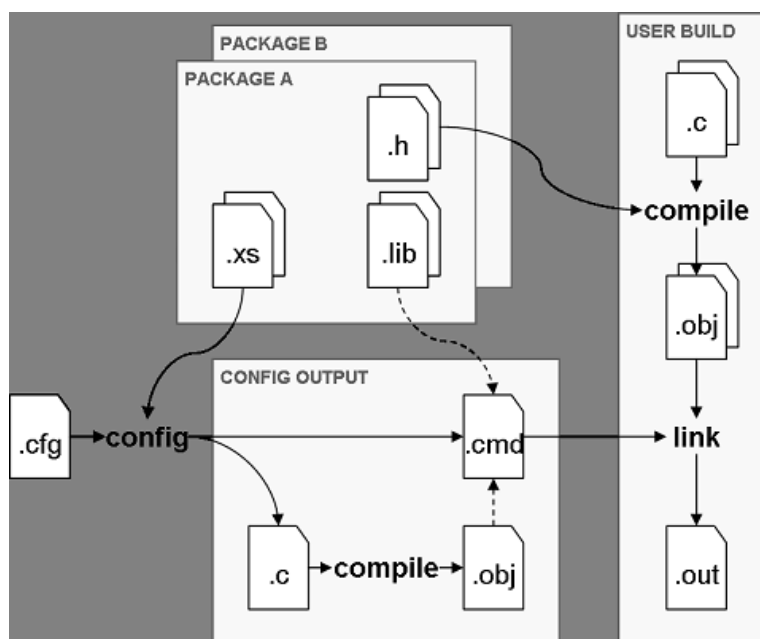 PACKAGE B
PACKAGE A
USER BUILD
.h
.c
compile
.xs
.lib
.obj
CONFIG OUTPUT
.cfg
config
.cmd
link
.c
compile
.obj
.out